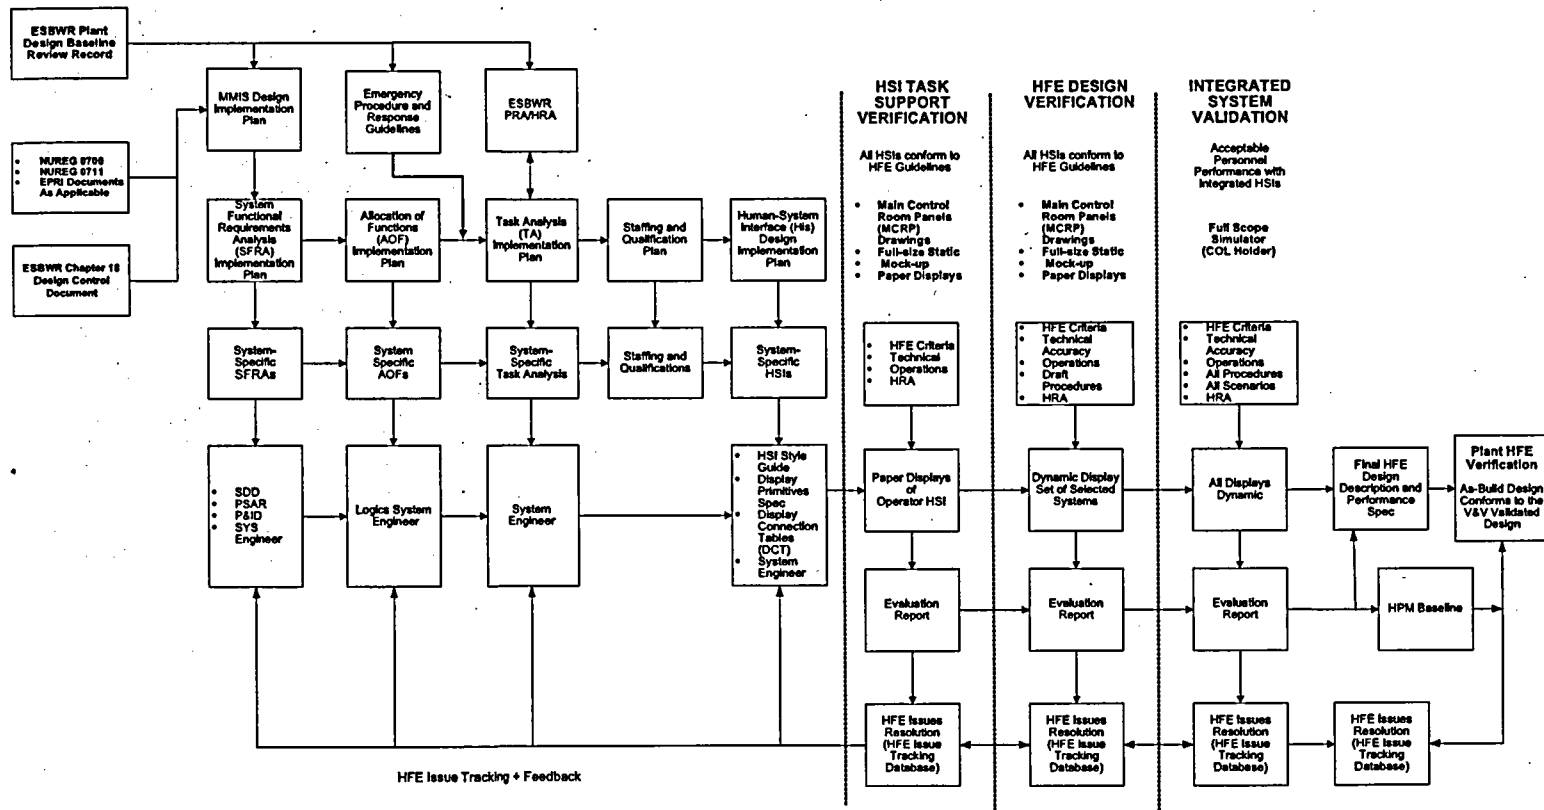 ESBWR Plant
Design Baseline
Review Record
MMIS Design
Implementation
Plan
Emergency
Procedure and
Response
Guidelines
ESBWR
PRA/HRA
• NUREG 0700
• NUREG 0711
• EPRI Documents
As Applicable
ESBWR Chapter 18
Design Control
Document
System
Functional
Requirements
Analysis
(SFRA)
Implementation
Plan
Allocation of
Functions
(AOF)
Implementation
Plan
Task Analysis
(TA)
Implementation
Plan
Staffing and
Qualification
Plan
Human-System
Interface (His)
Design
Implementation
Plan
System-
Specific
SFRAs
System
Specific
AOFs
System-
Specific
Task Analysis
Staffing and
Qualifications
System-
Specific
HSIs
• SDD
• PSAR
• P&ID
• SYS
Engineer
Logics System
Engineer
System
Engineer
• HSI Style
Guide
• Display
Primitives
Spec
• Display
Connection
Tables
(DCT)
• System
Engineer
HFE Issue Tracking + Feedback
HSI TASK
SUPPORT
VERIFICATION
All HSIs conform to
HFE Guidelines
• Main Control
Room Panels
(MCRP)
Drawings
• Full-size Static
• Mock-up
• Paper Displays
• HFE Criteria
• Technical
• Operations
• HRA
Paper Displays
of
Operator HSI
Evaluation
Report
HFE Issues
Resolution
(HFE Issue
Tracking
Database)
HFE DESIGN
VERIFICATION
All HSIs conform to
HFE Guidelines
• Main Control
Room Panels
(MCRP)
Drawings
• Full-size Static
• Mock-up
• Paper Displays
• HFE Criteria
• Technical
Accuracy
• Operations
• Draft
Procedures
• HRA
Dynamic Display
Set of Selected
Systems
Evaluation
Report
HFE Issues
Resolution
(HFE Issue
Tracking
Database)
INTEGRATED
SYSTEM
VALIDATION
Acceptable
Personnel
Performance with
Integrated HSIs
Full Scope
Simulator
(COL Holder)
• HFE Criteria
• Technical
Accuracy
• Operations
• All Procedures
• All Scenarios
• HRA
All Displays
Dynamic
Evaluation
Report
HFE Issues
Resolution
(HFE Issue
Tracking
Database)
Final HFE
Design
Description and
Performance
Spec
HPM Baseline
HFE Issues
Resolution
(HFE Issue
Tracking
Database)
Plant HFE
Verification
As-Build Design
Conforms to the
V&V Validated
Design